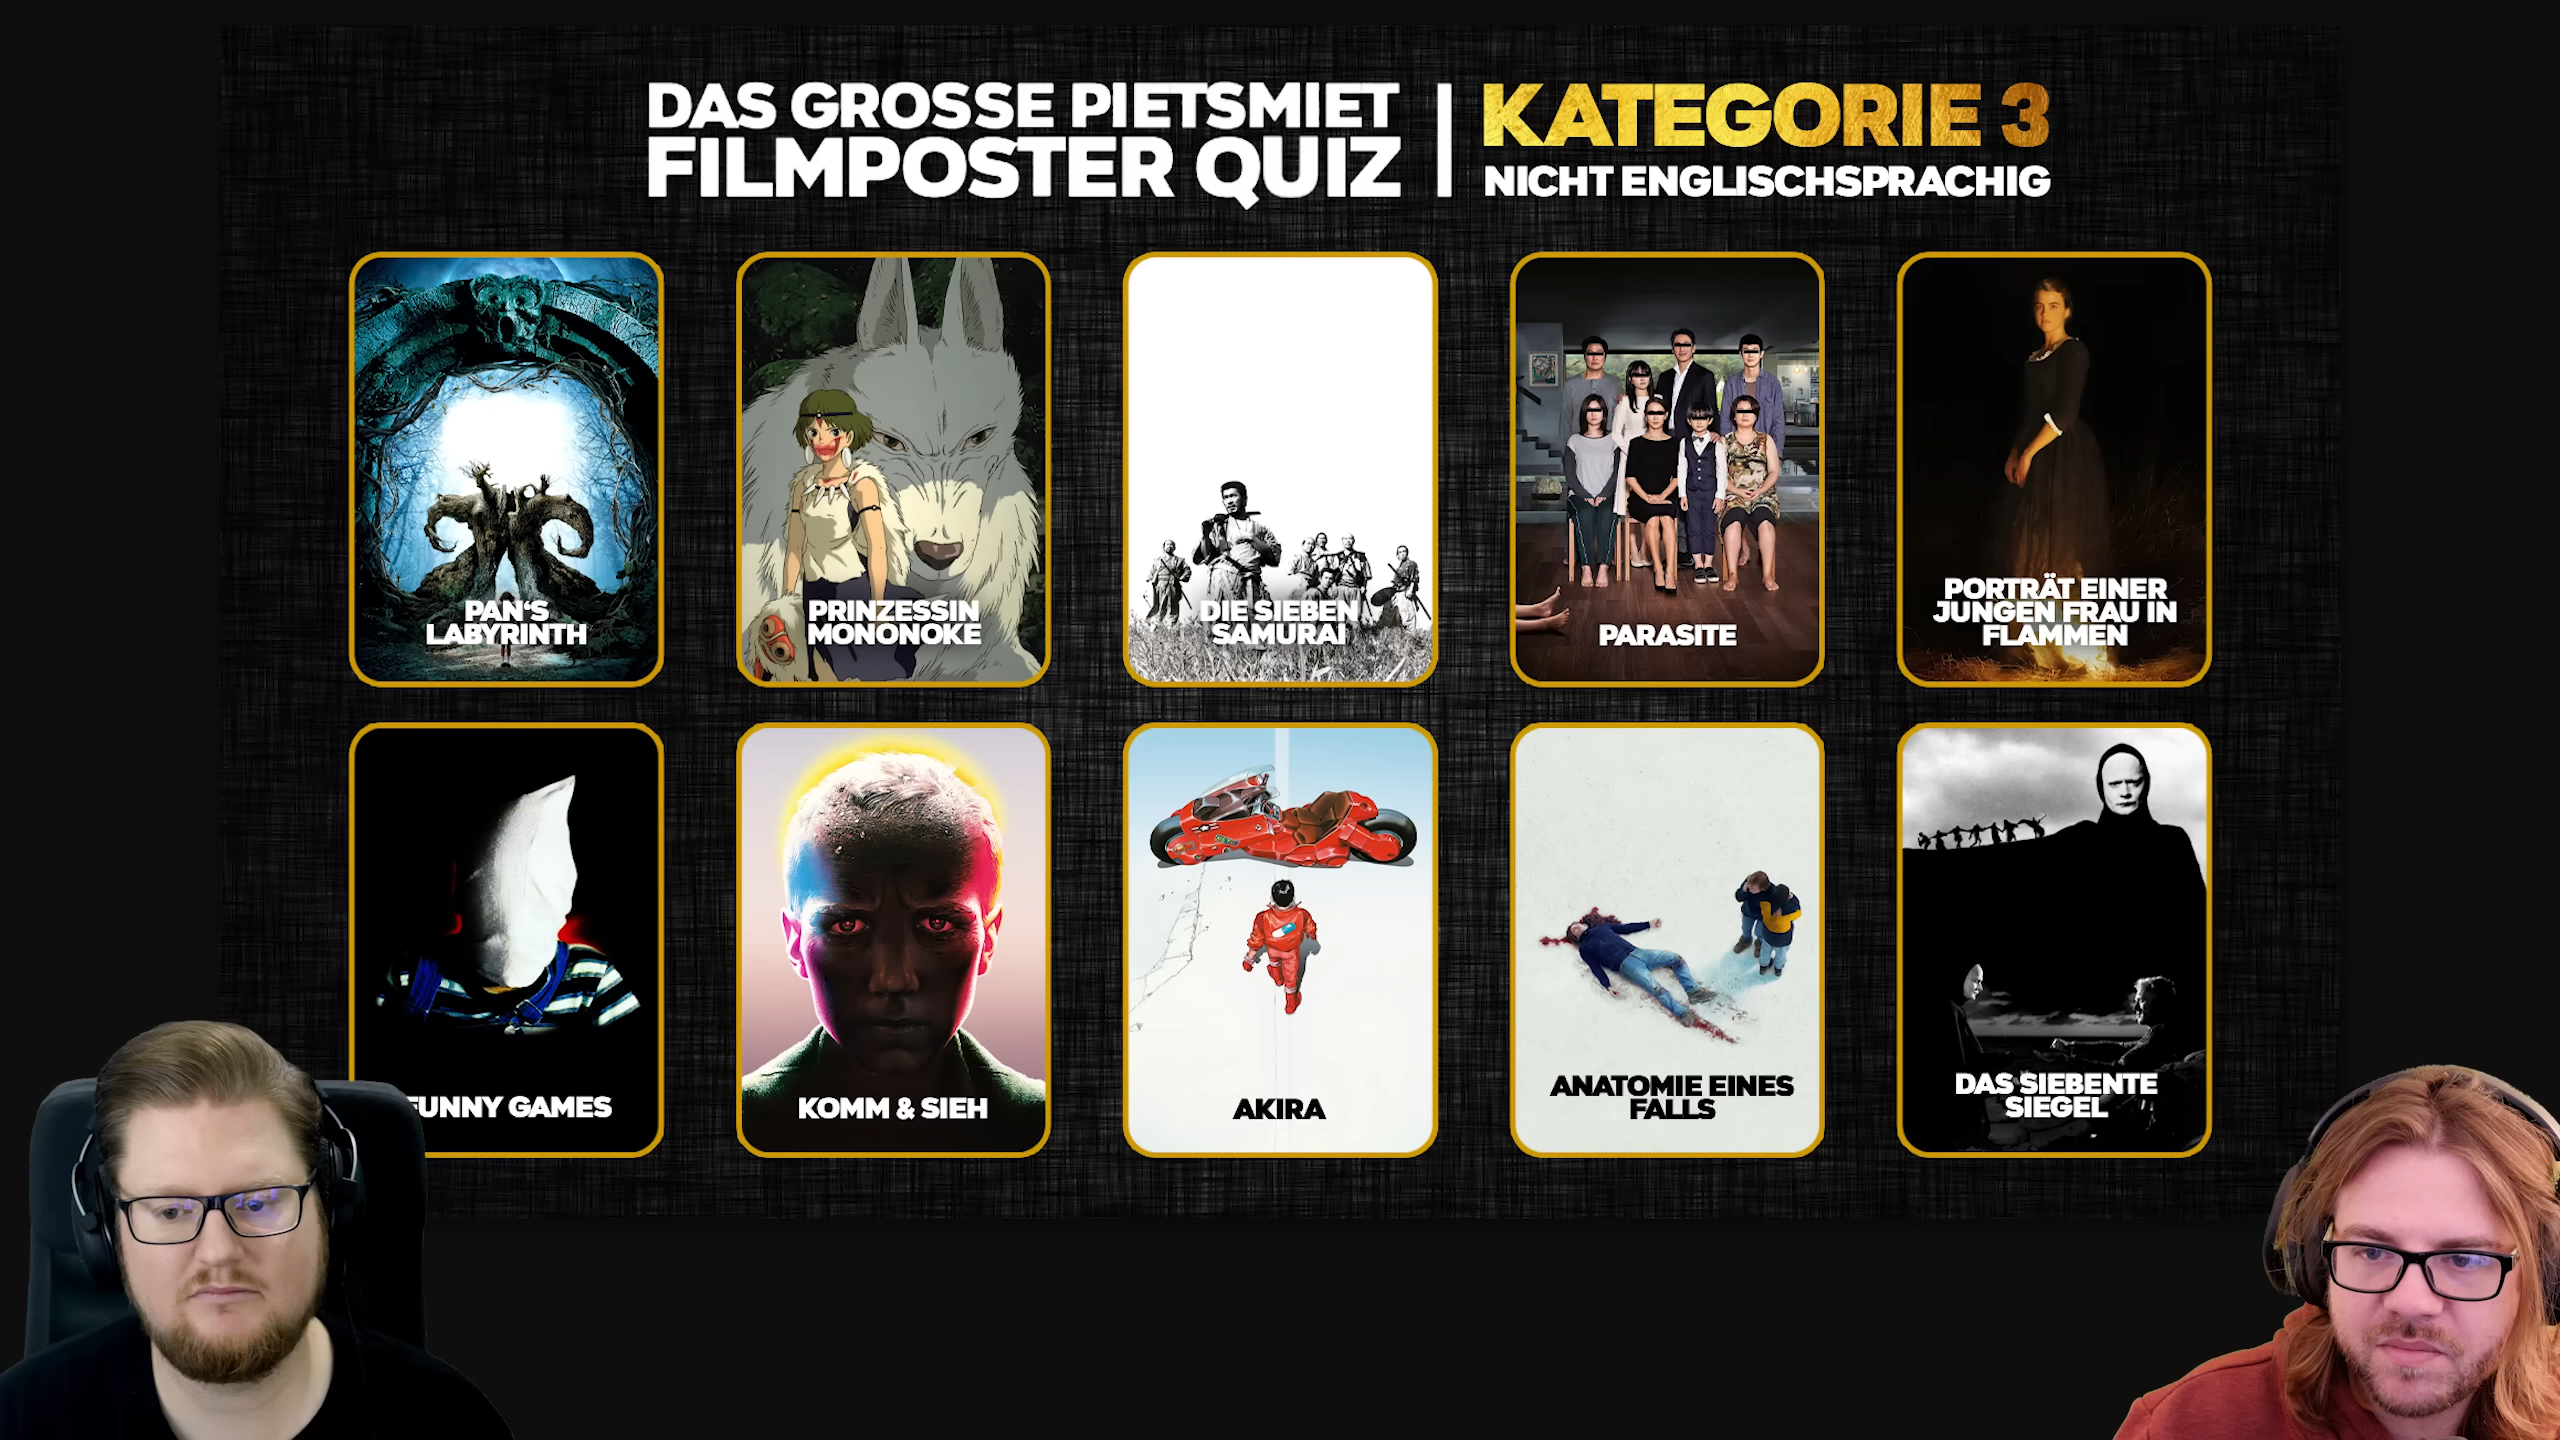 DAS GROSSE PIETSMIET
FILMPOSTER QUIZ
KATEGORIE 3
NICHT ENGLISCHSPRACHIG
PAN'S
LABYRINTH
PRINZESSIN
MONONOKE
DIE SIEBEN
SAMURAI
PARASITE
PORTRÄT EINER
JUNGEN FRAU IN
FLAMMEN
FUNNY GAMES
KOMM & SIEH
AKIRA
ANATOMIE EINES
FALLS
DAS SIEBENTE
SIEGEL